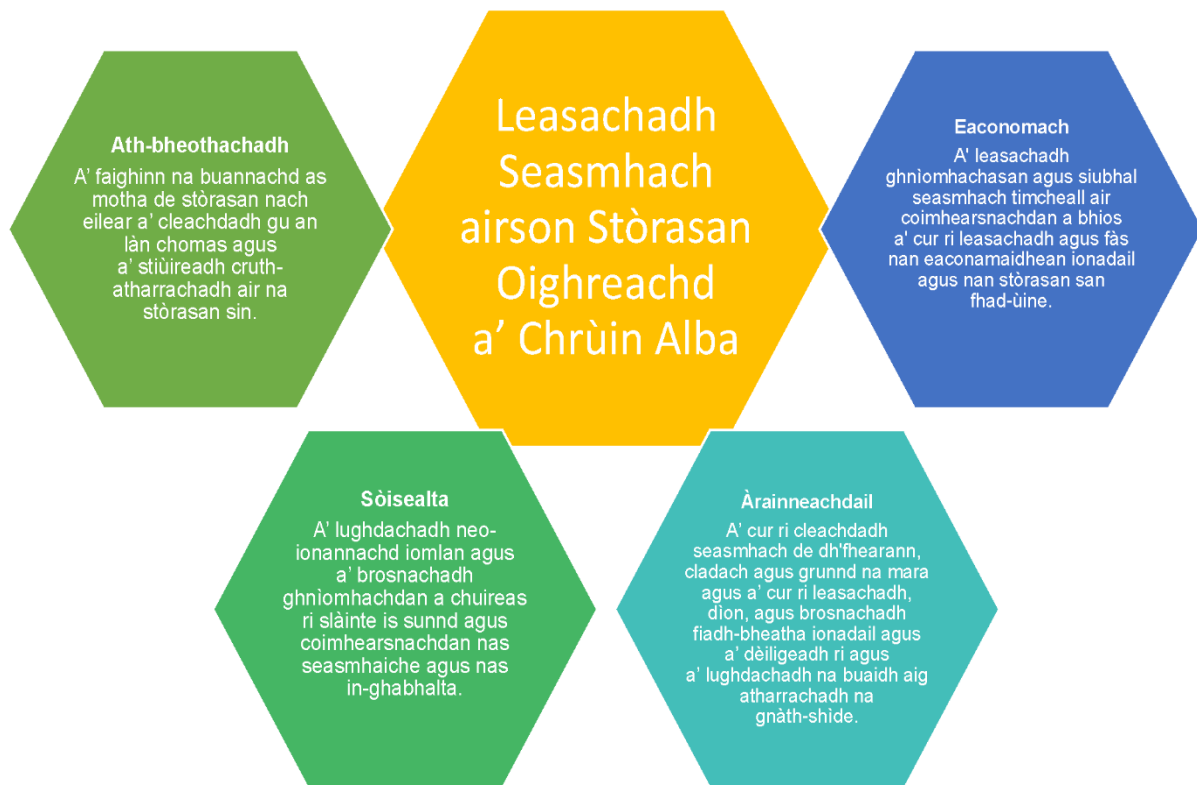 Leasachadh
Seasmhach
airson Stòrasan
Oighreachd
a’ Chrùin Alba
Ath-bheothachadh
A’ faighinn na buannachd as
motha de stòrasan nach
eilear a’ cleachdadh gu an
làn chomas agus
a’ stiùireadh cruth-
atharrachadh air na
stòrasan sin.
Eaconomach
A' leasachadh
ghnìomhachasan agus siubhal
seasmhach timcheall air
coimhearsnachdan a bhios
a' cur ri leasachadh agus fàs
nan eaconamaidhean ionadail
agus nan stòrasan san
fhad-ùine.
Sòisealta
A’ lughdachadh neo-
ionannachd iomlan agus
a’ brosnachadh
ghnìomhachdan a chuireas
ri slàinte is sunnd agus
coimhearsnachdan nas
seasmhaiche agus nas
in-ghabhalta.
Àrainneachdail
A’ cur ri cleachdadh
seasmhach de dh'fhearann,
cladach agus grunnd na mara
agus a’ cur ri leasachadh,
dìon, agus brosnachadh
fiadh-bheatha ionadail agus
a’ dèiligeadh ri agus
a’ lughdachadh na buaidh aig
atharrachadh na
gnàth-shìde.